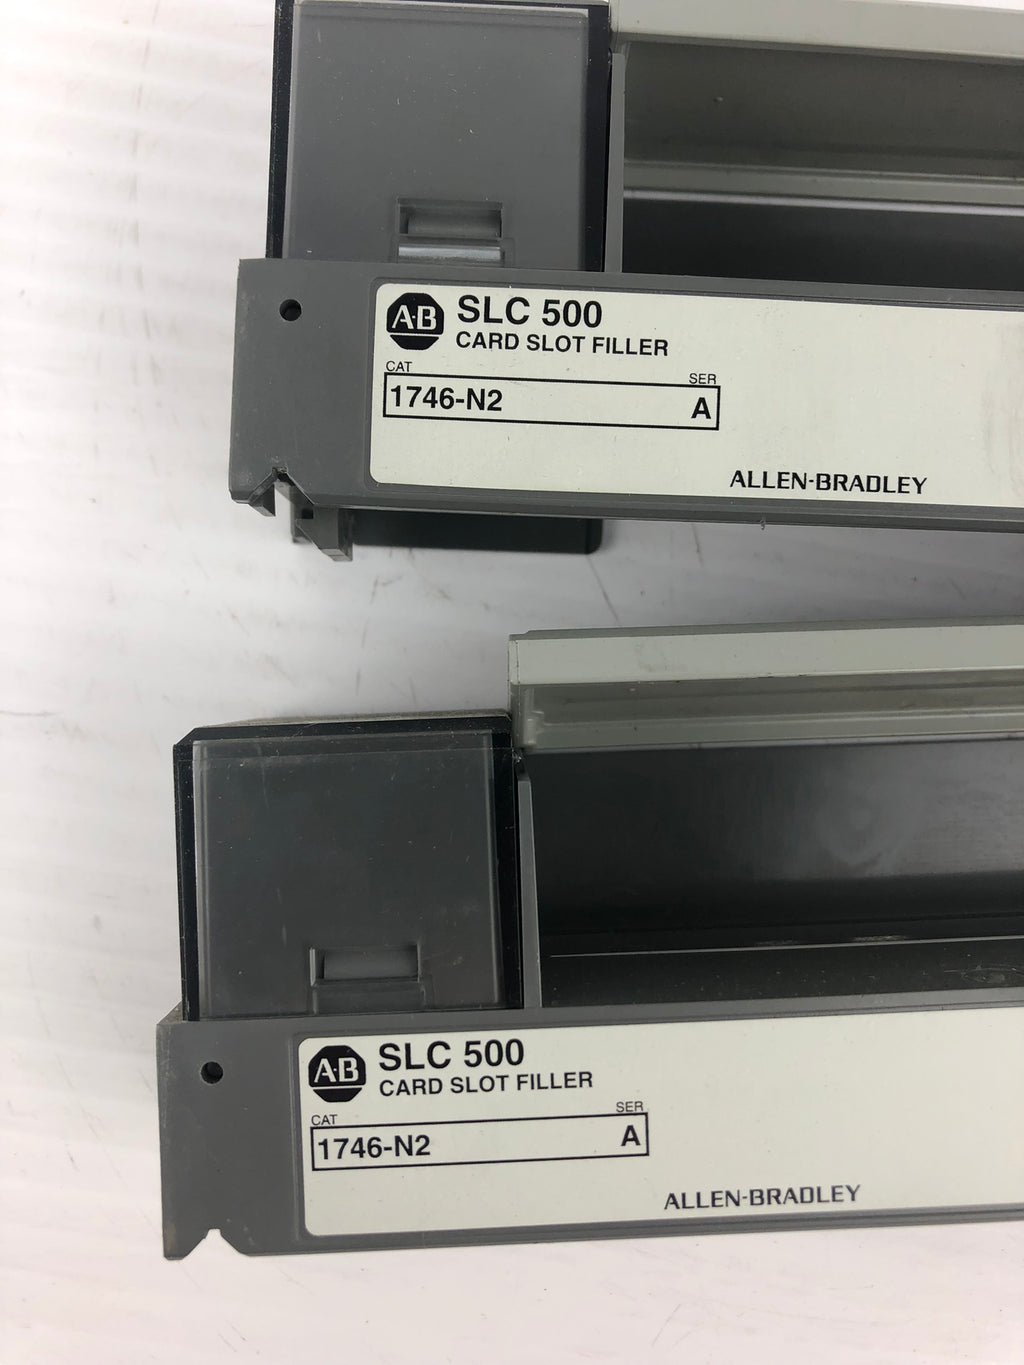 A·B SLC 500
CARD SLOT FILLER
CAT SER
1746-N2 A
ALLEN-BRADLEY
A·B SLC 500
CARD SLOT FILLER
CAT SER
1746-N2 A
ALLEN-BRADLEY